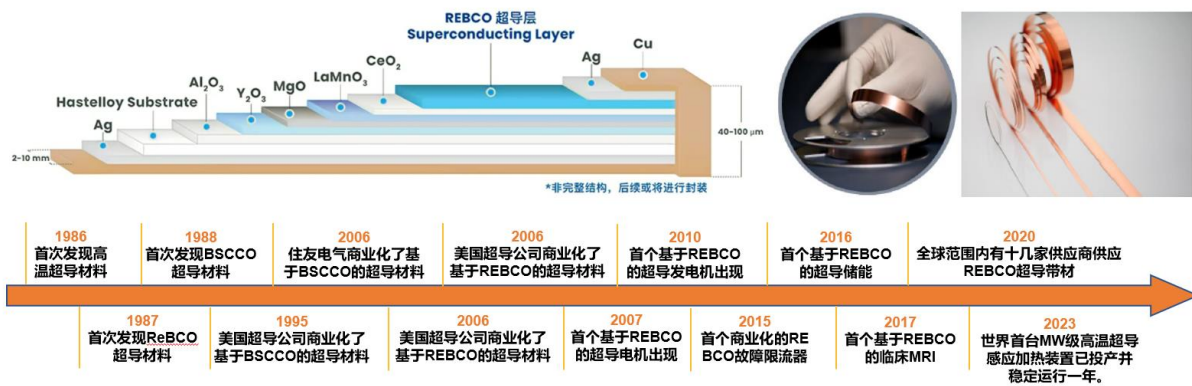 REBCO 超导层
Superconducting Layer
Cu
Ag
CeO₂
LaMnO₃
MgO
Y₂O₃
Al₂O₃
Hastelloy Substrate
Ag
2-10 mm
40-100 μm
*非完整结构，后续或将进行封装
1986
首次发现高
温超导材料
1988
首次发现BSCCO
超导材料
2006
住友电气商业化了基
于BSCCO的超导材料
2006
美国超导公司商业化了
基于REBCO的超导材料
2010
首个基于REBCO
的超导发电机出现
2016
首个基于REBCO
的超导储能
2020
全球范围内有十几家供应商供应
REBCO超导带材
1987
首次发现ReBCO
超导材料
1995
美国超导公司商业化了
基于BSCCO的超导材料
2006
美国超导公司商业化了
基于REBCO的超导材料
2007
首个基于REBCO
的超导电机出现
2015
首个商业化的RE
BCO故障限流器
2017
首个基于REBCO
的临床MRI
2023
世界首台MW级高温超导
感应加热装置已投产并
稳定运行一年。